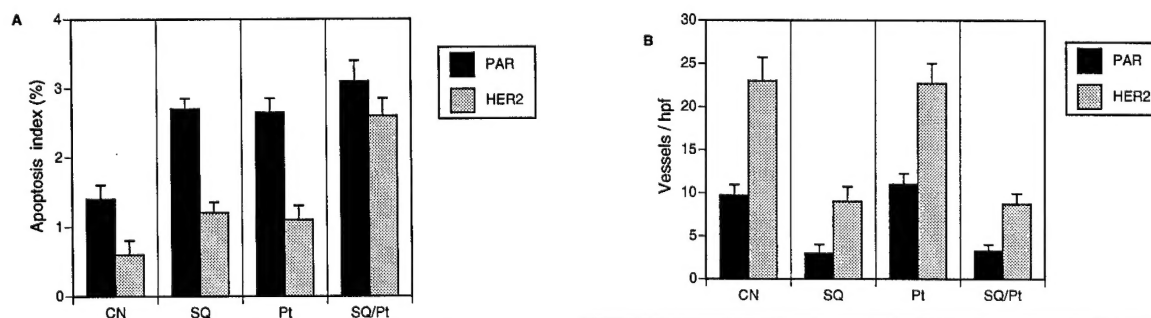 A
Apoptosis index (%)
4
3
2
1
0
CN SQ Pt SQ/Pt
PAR
HER2
B
Vessels / hpf
30
25
20
15
10
5
0
CN SQ Pt SQ/Pt
PAR
HER2